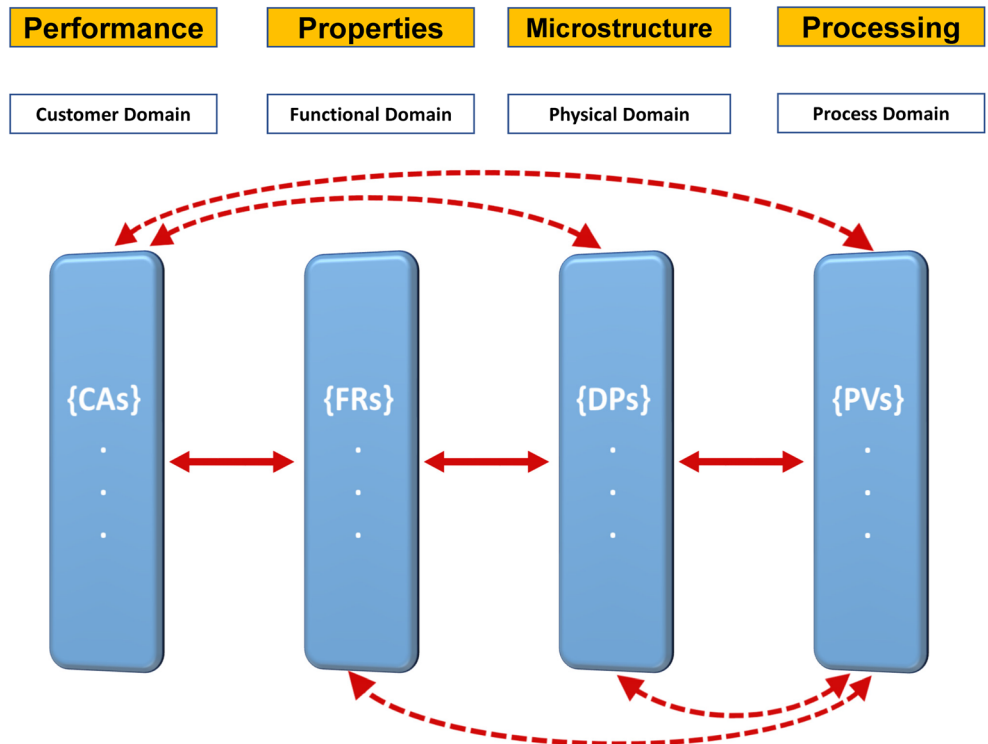 Performance
Properties
Microstructure
Processing
Customer Domain
Functional Domain
Physical Domain
Process Domain
{CAs}
{FRs}
{DPs}
{PVs}